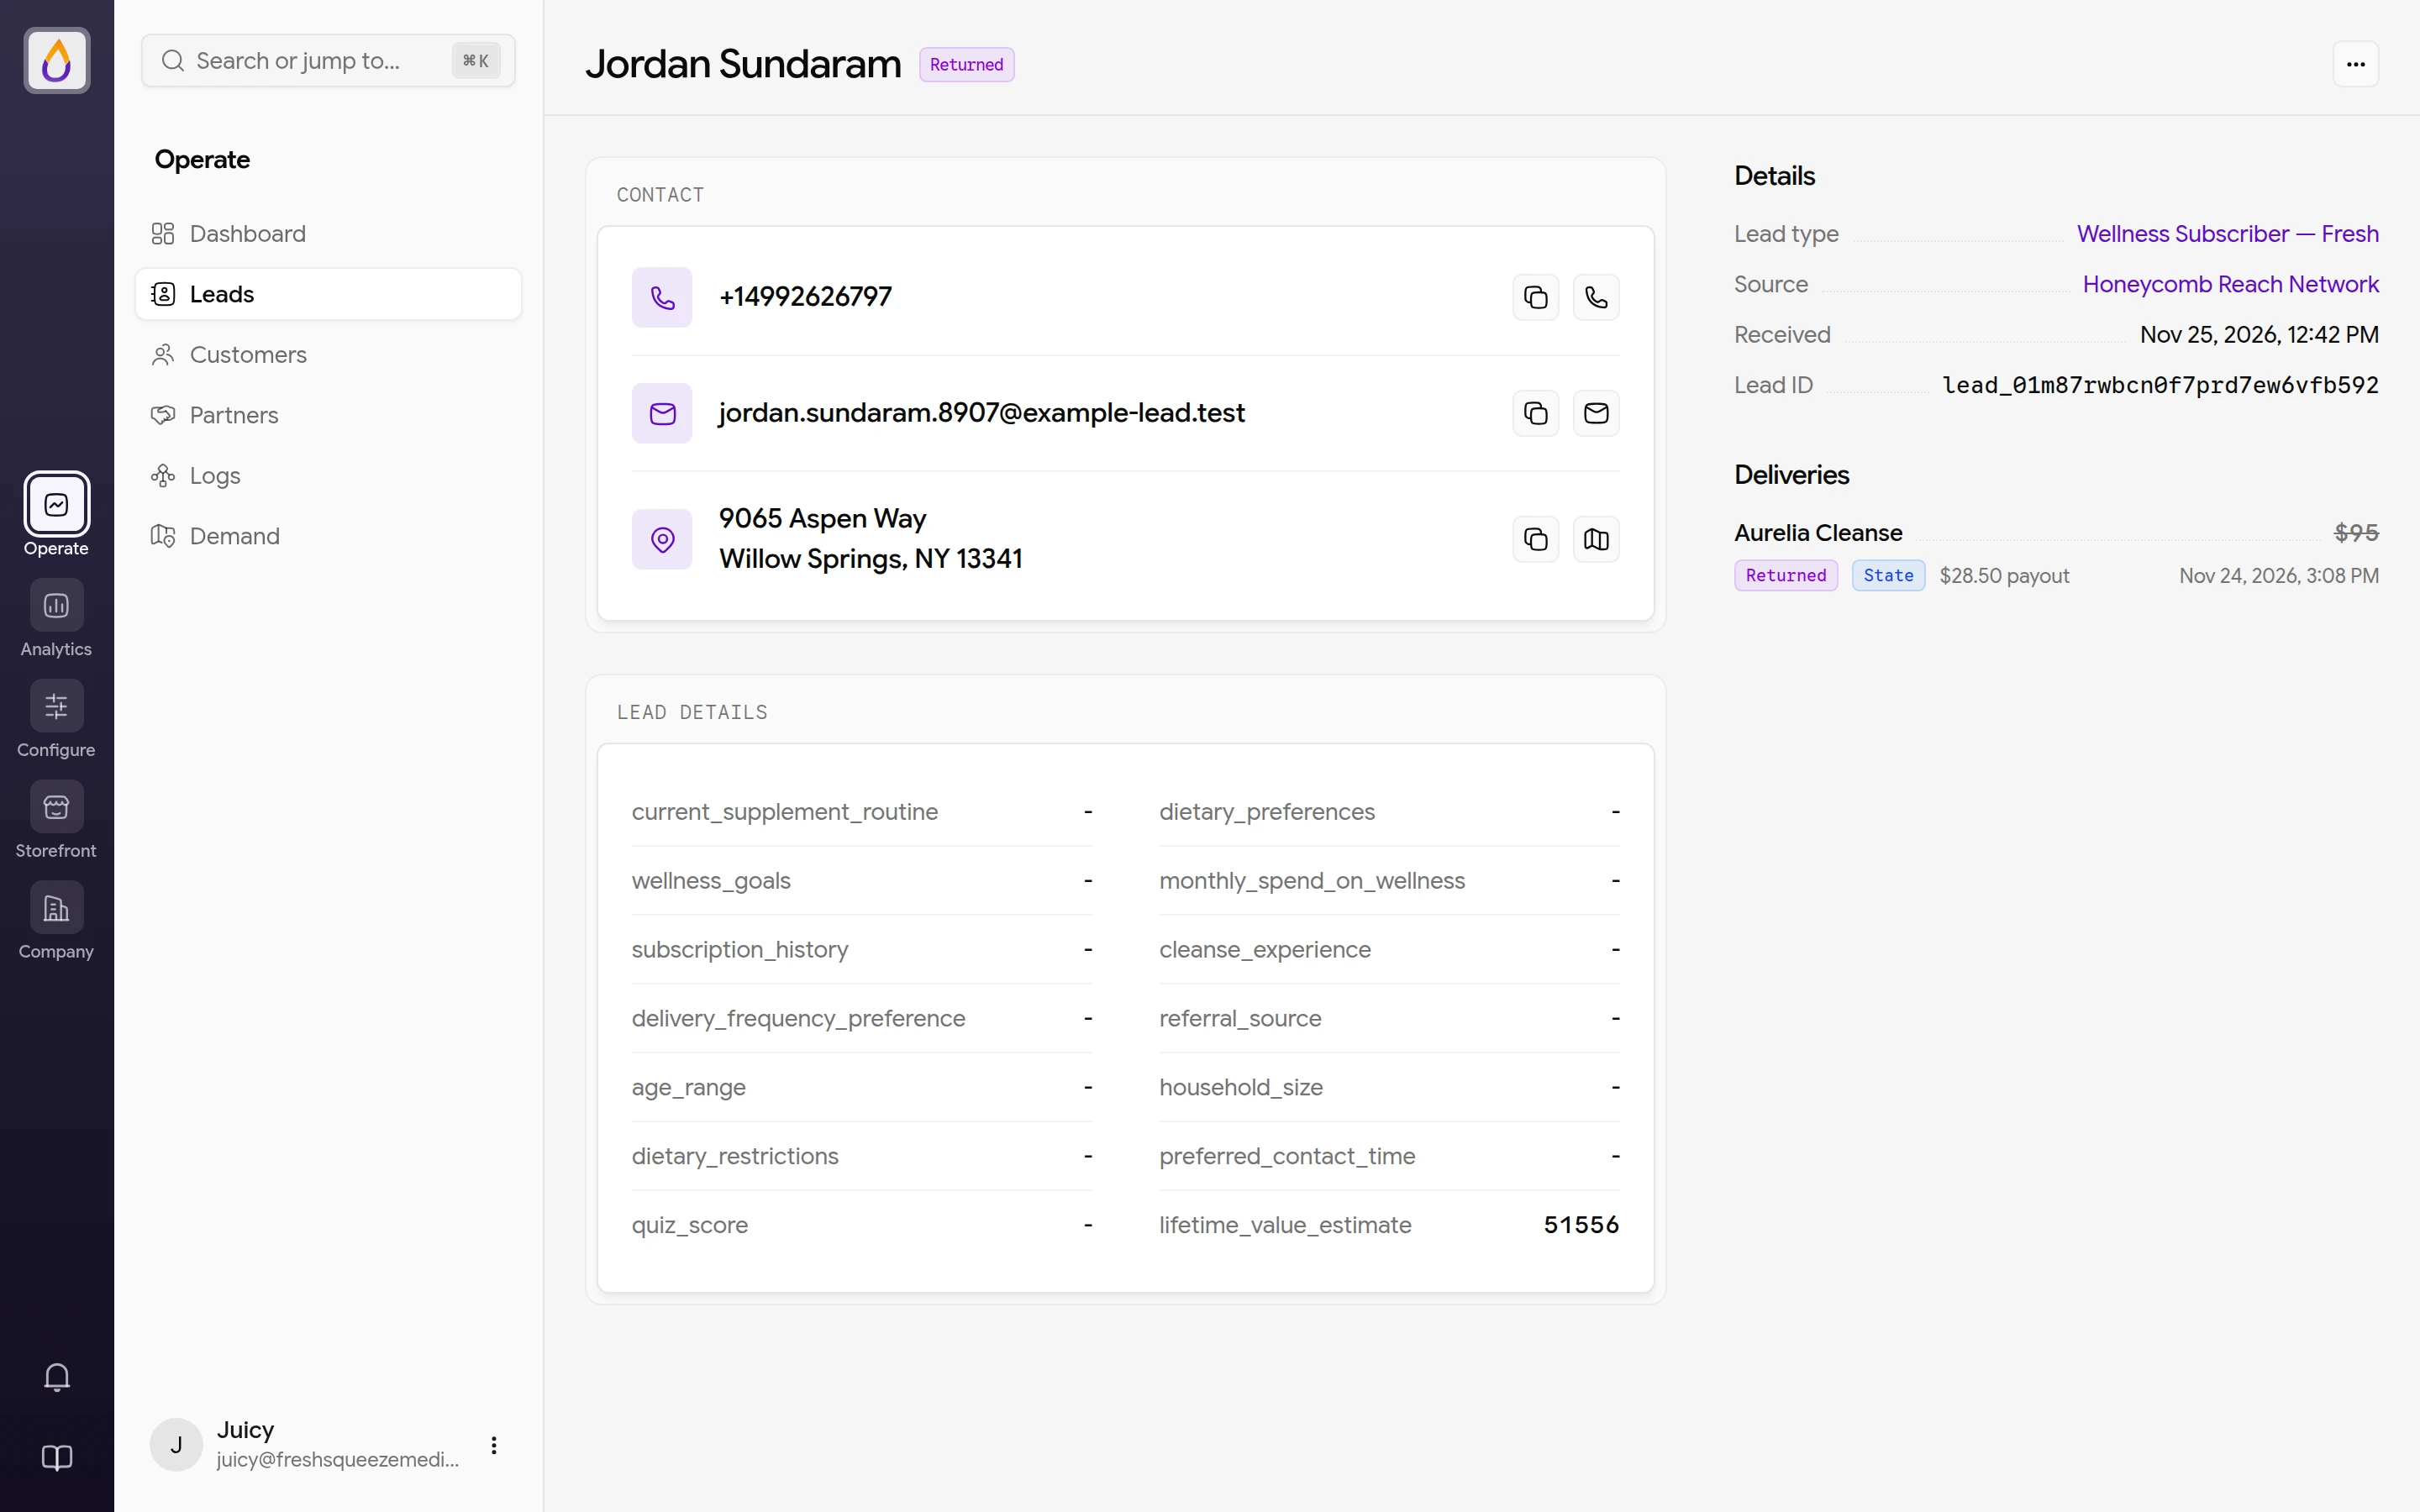 Search or jump to...
⌘K
Operate
Dashboard
Leads
Customers
Partners
Logs
Demand
Operate
Analytics
Configure
Storefront
Company
J
Juicy
juicy@freshsqueezemedi...
Jordan Sundaram
Returned
CONTACT
+14992626797
jordan.sundaram.8907@example-lead.test
9065 Aspen Way
Willow Springs, NY 13341
LEAD DETAILS
current_supplement_routine -
dietary_preferences -
wellness_goals -
monthly_spend_on_wellness -
subscription_history -
cleanse_experience -
delivery_frequency_preference -
referral_source -
age_range -
household_size -
dietary_restrictions -
preferred_contact_time -
quiz_score -
lifetime_value_estimate 51556
Details
Lead type Wellness Subscriber — Fresh
Source Honeycomb Reach Network
Received Nov 25, 2026, 12:42 PM
Lead ID lead_01m87rwbcn0f7prd7ew6vfb592
Deliveries
Aurelia Cleanse $95
Returned State $28.50 payout Nov 24, 2026, 3:08 PM